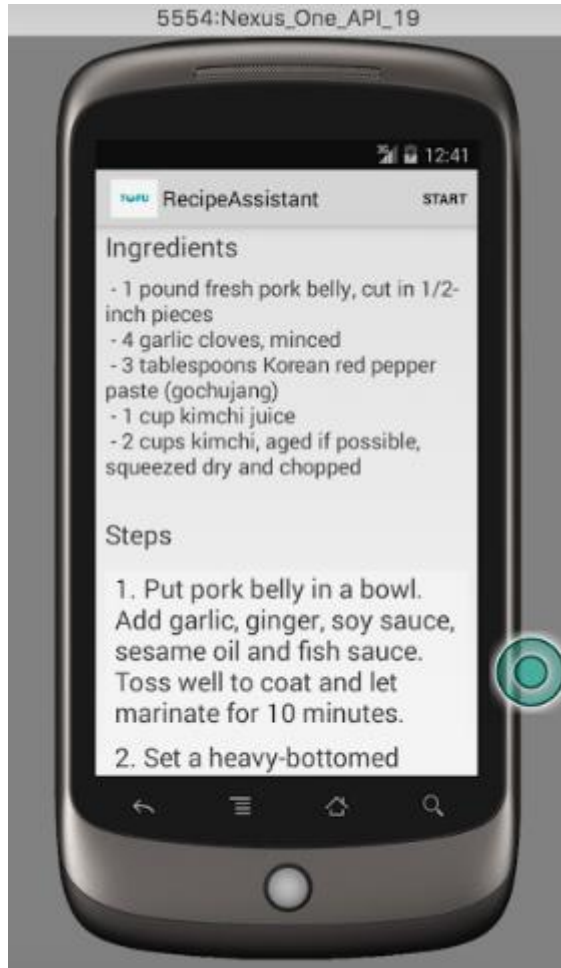 5554:Nexus_One_API_19
3G 12:41
TOFU RecipeAssistant START
Ingredients
- 1 pound fresh pork belly, cut in 1/2-
inch pieces
- 4 garlic cloves, minced
- 3 tablespoons Korean red pepper
paste (gochujang)
- 1 cup kimchi juice
- 2 cups kimchi, aged if possible,
squeezed dry and chopped
Steps
1. Put pork belly in a bowl.
Add garlic, ginger, soy sauce,
sesame oil and fish sauce.
Toss well to coat and let
marinate for 10 minutes.
2. Set a heavy-bottomed